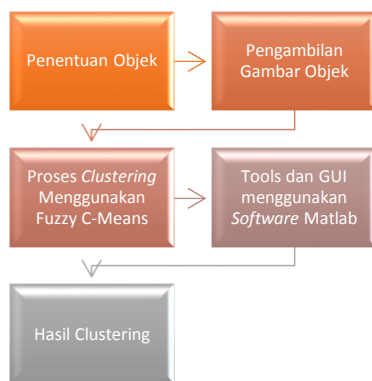 Penentuan Objek
Pengambilan
Gambar Objek
Proses Clustering
Menggunakan
Fuzzy C-Means
Tools dan GUI
menggunakan
Software Matlab
Hasil Clustering